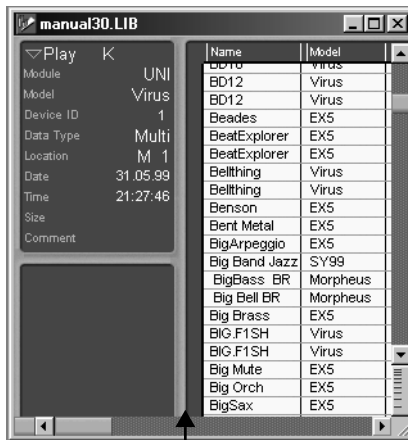 manual30.LIB
Play K
Module UNI
Model Virus
Device ID 1
Data Type Multi
Location M 1
Date 31.05.99
Time 21:27:46
Size
Comment
Name Model
BD12 Virus
BD12 Virus
Beades EX5
BeatExplorer EX5
BeatExplorer EX5
Bellthing Virus
Bellthing Virus
Benson EX5
Bent Metal EX5
BigArpeggio EX5
Big Band Jazz SY99
BigBass BR Morpheus
Big Bell BR Morpheus
Big Brass EX5
BIG.F1SH Virus
BIG.F1SH Virus
Big Mute EX5
Big Orch EX5
BigSax EX5